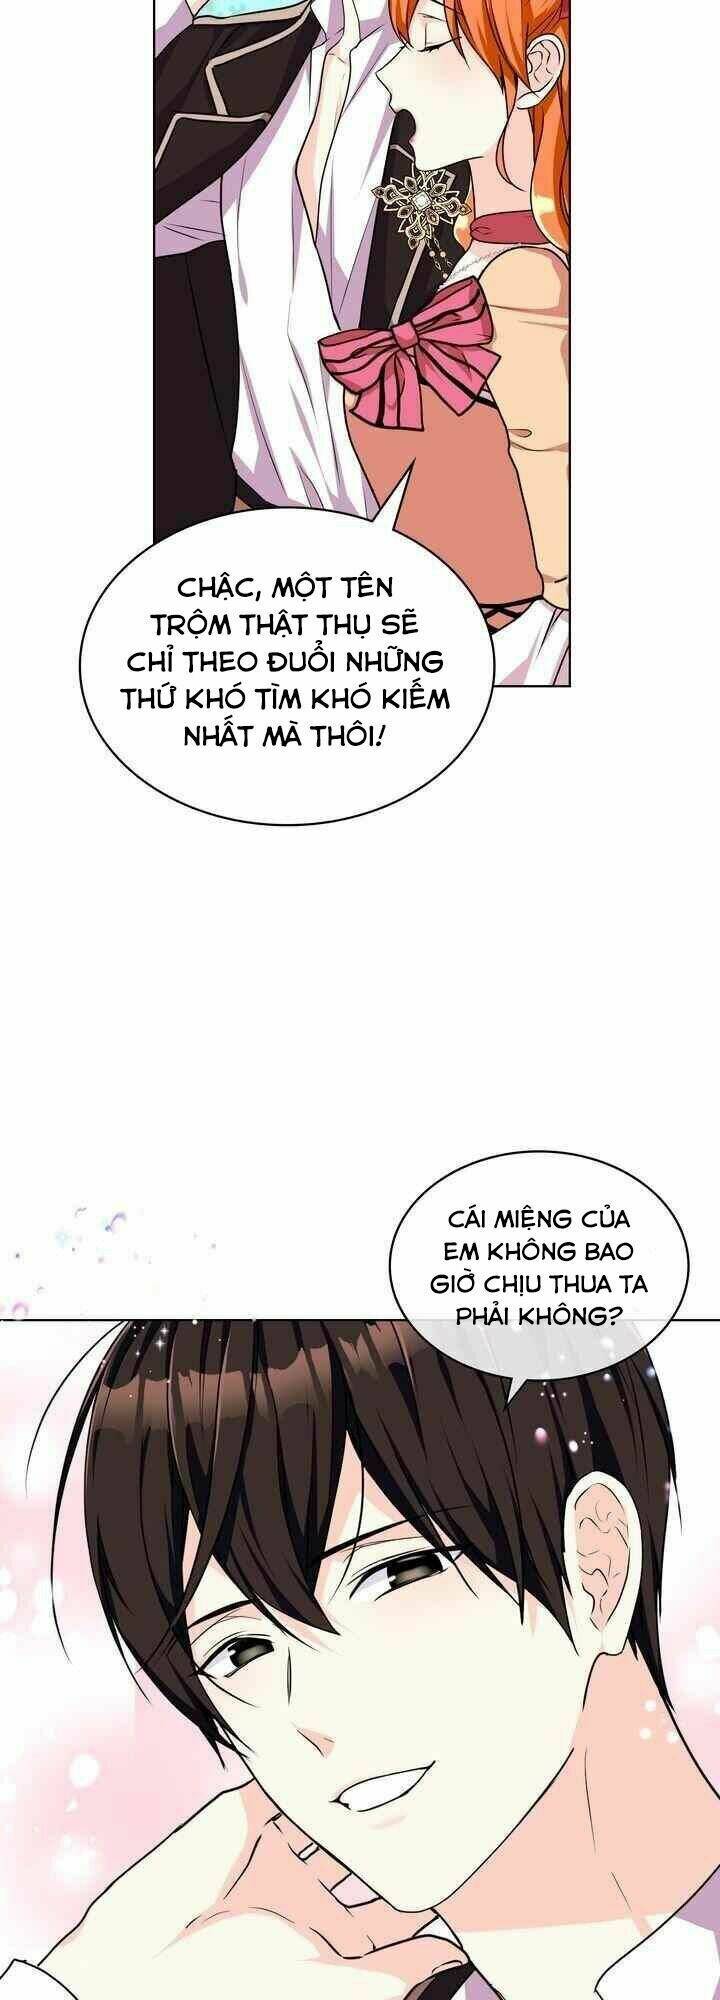 CHẬC, MỘT TÊN
TRỘM THẬT THỤ SẼ
CHỈ THEO ĐUỔI NHỮNG
THỨ KHÓ TÌM KHÓ KIẾM
NHẤT MÀ THÔI!
CÁI MIỆNG CỦA
EM KHÔNG BAO
GIỜ CHỊU THUA TA
PHẢI KHÔNG?